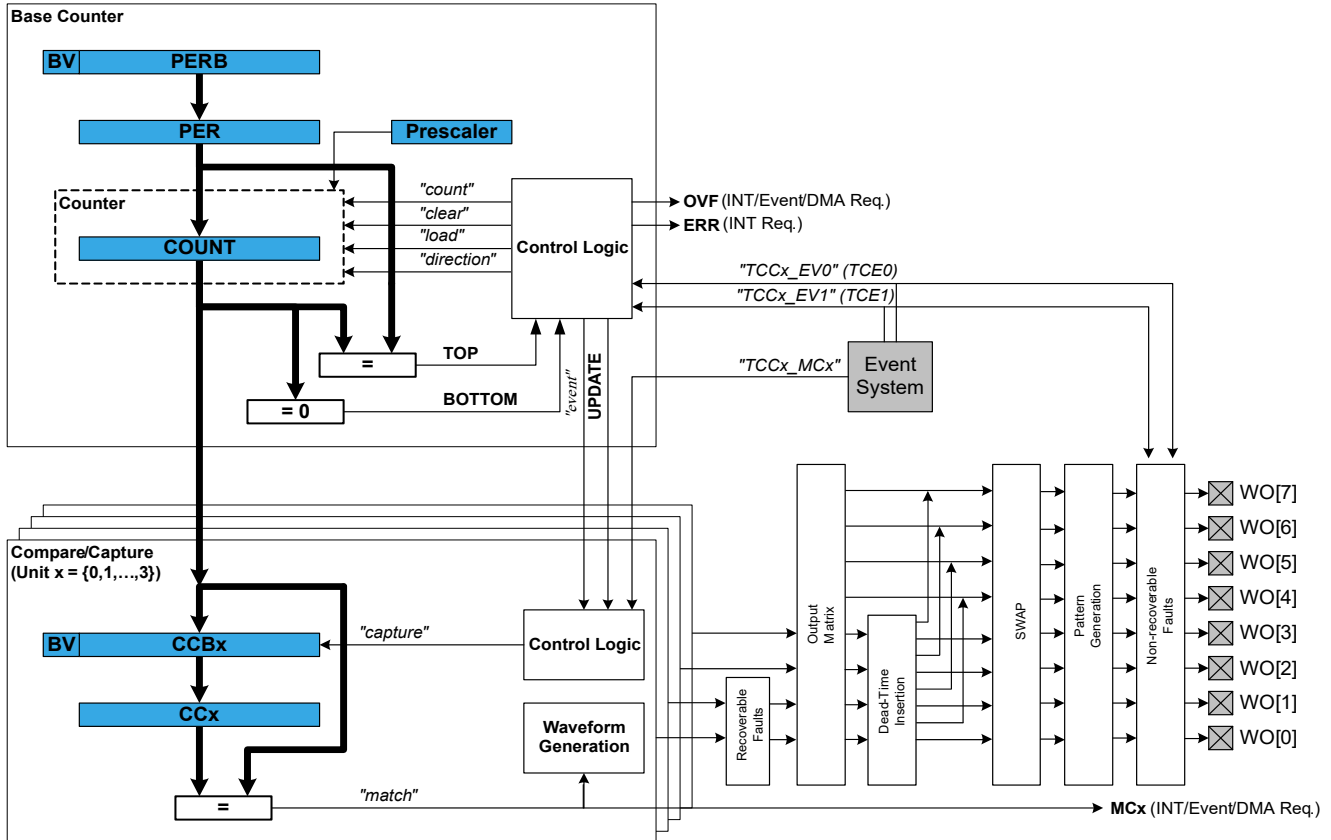 Base Counter
BV
PERB
PER
Prescaler
Counter
COUNT
"count"
"clear"
"load"
"direction"
Control Logic
OVF (INT/Event/DMA Req.)
ERR (INT Req.)
"TCCx_EV0" (TCE0)
"TCCx_EV1" (TCE1)
"TCCx_MCx"
Event
System
=
TOP
= 0
BOTTOM
"event"
UPDATE
Compare/Capture
(Unit x = {0,1,…,3})
BV
CCBx
CCx
=
"capture"
Control Logic
Waveform
Generation
"match"
Recoverable
Faults
Output
Matrix
Dead-Time
Insertion
SWAP
Pattern
Generation
Non-recoverable
Faults
WO[7]
WO[6]
WO[5]
WO[4]
WO[3]
WO[2]
WO[1]
WO[0]
MCx (INT/Event/DMA Req.)